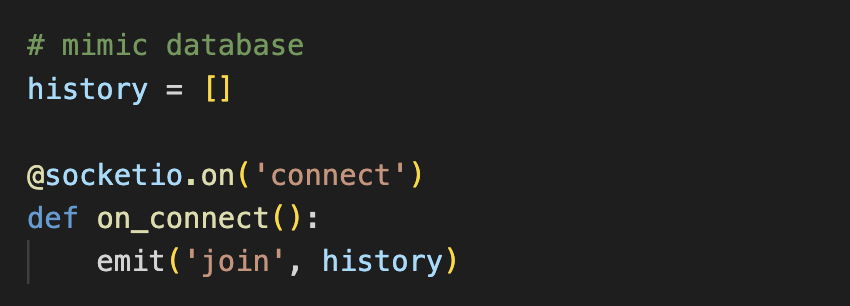 # mimic database
history = []
@socketio.on('connect')
def on_connect():
    emit('join', history)